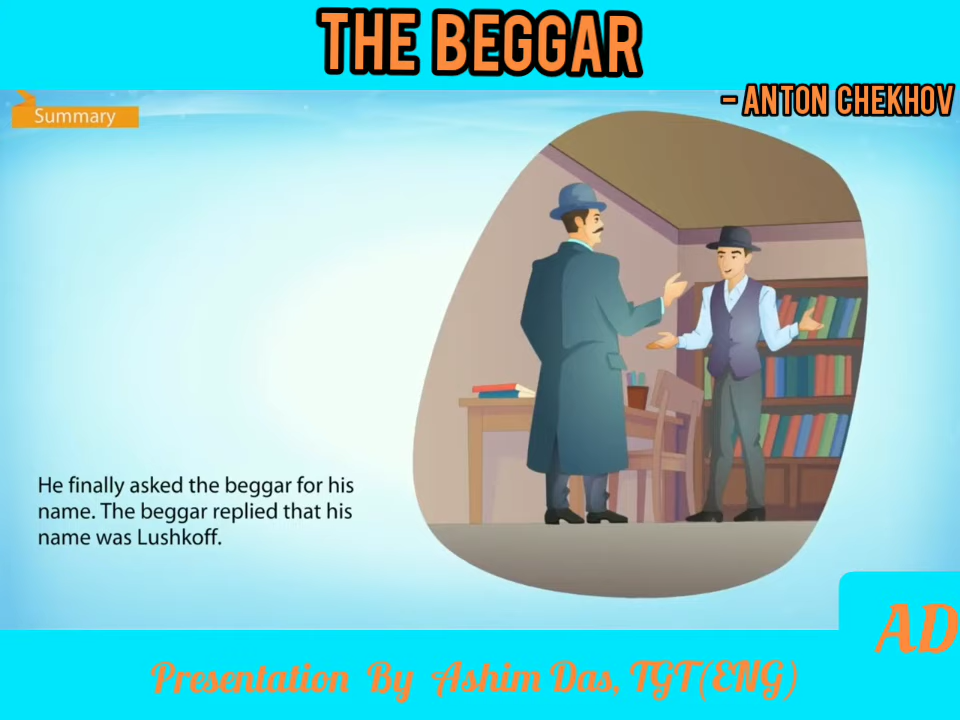 THE BEGGAR
- ANTON CHEKHOV
Summary
He finally asked the beggar for his
name. The beggar replied that his
name was Lushkoff.
AD
Presentation By Ashim Das, TGT(ENG)